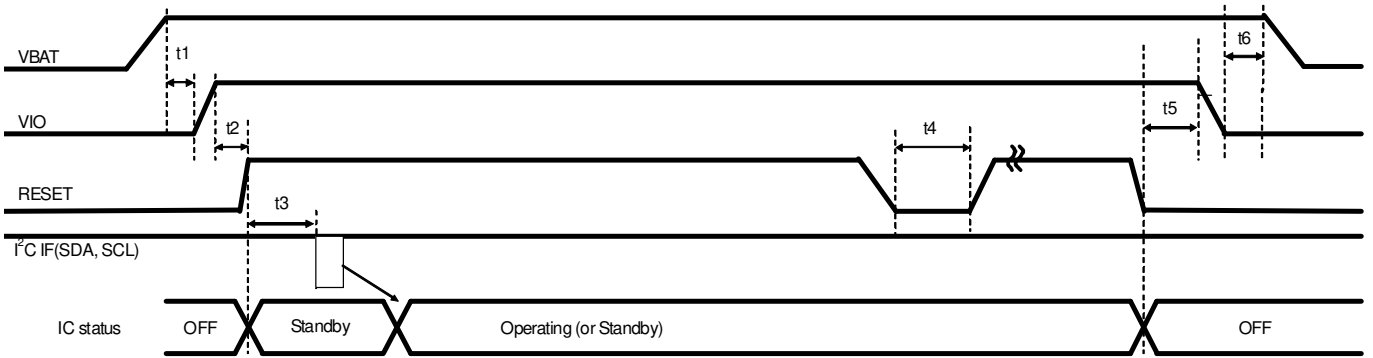 VBAT
t1
t6
VIO
t2
t4
t5
RESET
t3
I²C IF(SDA, SCL)
IC status
OFF
Standby
Operating (or Standby)
OFF